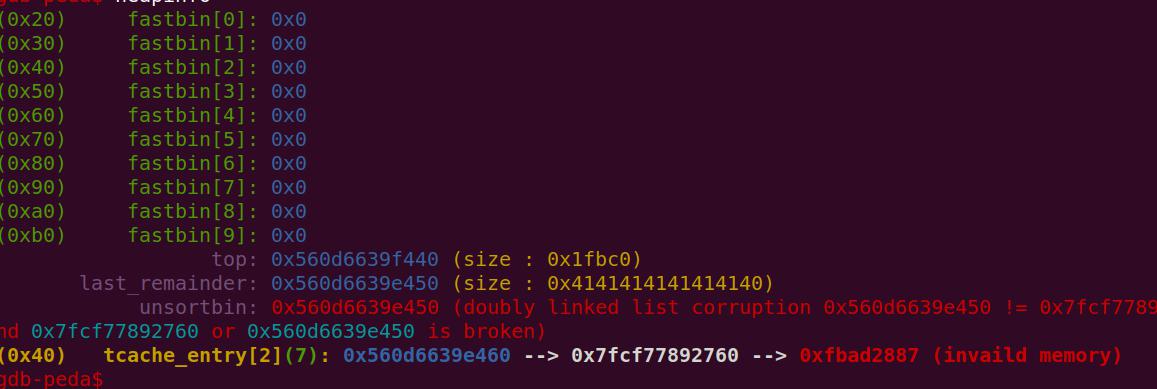 gdb-peda$ heapinfo
(0x20)     fastbin[0]: 0x0
(0x30)     fastbin[1]: 0x0
(0x40)     fastbin[2]: 0x0
(0x50)     fastbin[3]: 0x0
(0x60)     fastbin[4]: 0x0
(0x70)     fastbin[5]: 0x0
(0x80)     fastbin[6]: 0x0
(0x90)     fastbin[7]: 0x0
(0xa0)     fastbin[8]: 0x0
(0xb0)     fastbin[9]: 0x0
top: 0x560d6639f440 (size : 0x1fbc0)
last_remainder: 0x560d6639e450 (size : 0x4141414141414140)
unsortbin: 0x560d6639e450 (doubly linked list corruption 0x560d6639e450 != 0x7fcf7789
nd 0x7fcf77892760 or 0x560d6639e450 is broken)
(0x40)   tcache_entry[2](7): 0x560d6639e460 --> 0x7fcf77892760 --> 0xfbad2887 (invaild memory)
gdb-peda$